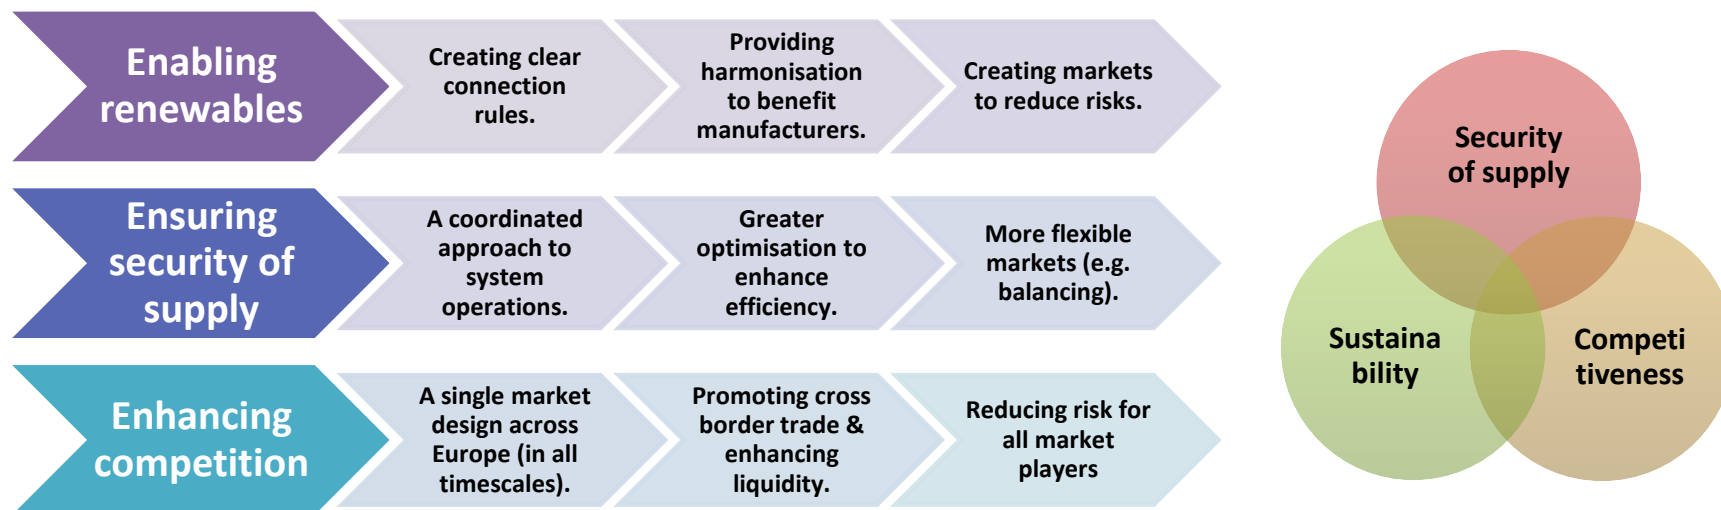 Enabling
renewables
Creating clear
connection
rules.
Providing
harmonisation
to benefit
manufacturers.
Creating markets
to reduce risks.
Ensuring
security of
supply
A coordinated
approach to
system
operations.
Greater
optimisation to
enhance
efficiency.
More flexible
markets (e.g.
balancing).
Enhancing
competition
A single market
design across
Europe (in all
timescales).
Promoting cross
border trade &
enhancing
liquidity.
Reducing risk for
all market
players
Security
of supply
Sustaina
bility
Competi
tiveness